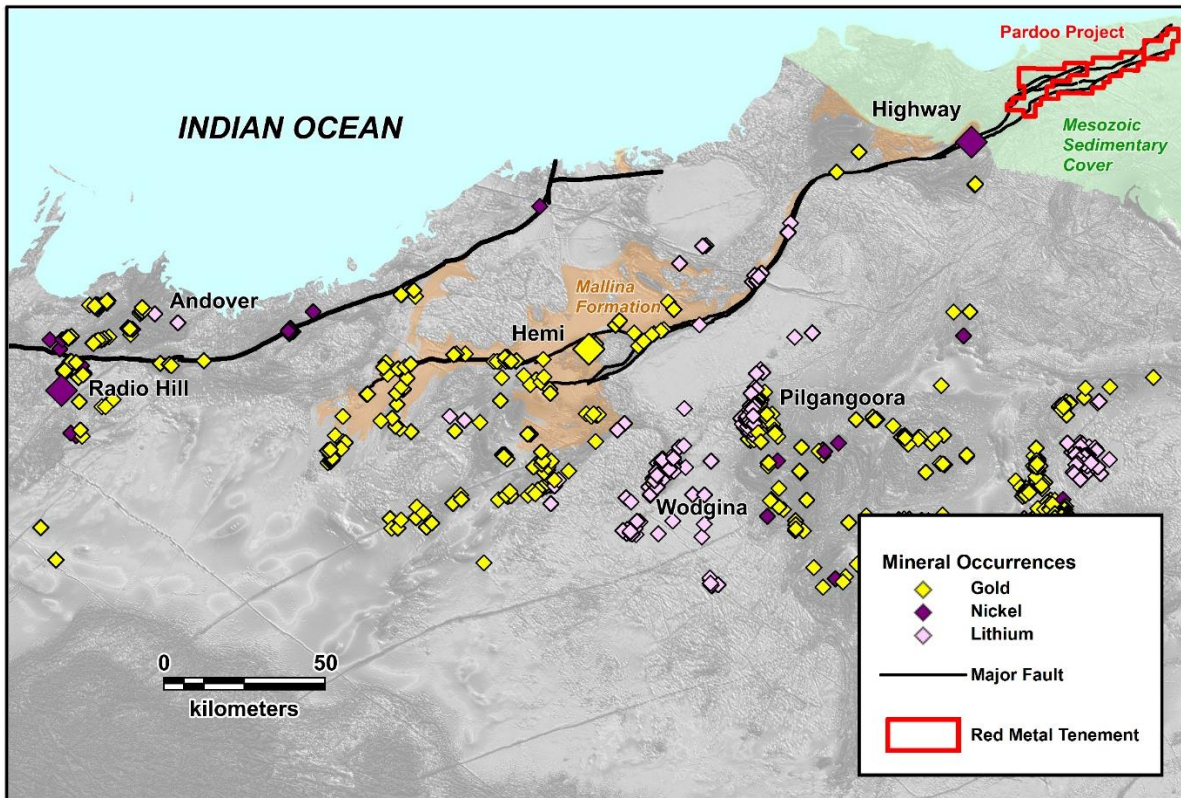 Pardoo Project
INDIAN OCEAN
Highway
Mesozoic
Sedimentary
Cover
Andover
Mallina
Formation
Hemi
Radio Hill
Pilgangoora
Wodgina
0 50
kilometers
Mineral Occurrences
Gold
Nickel
Lithium
Major Fault
Red Metal Tenement